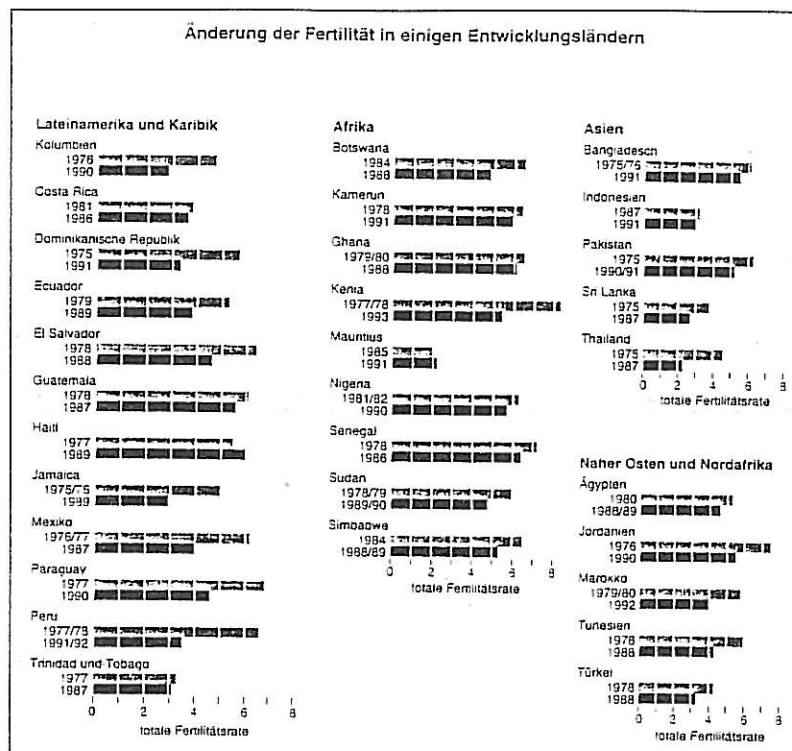 Änderung der Fertilität in einigen Entwicklungsländern
Lateinamerika und Karibik
Kolumbien
1976
1990
Costa Rica
1981
1986
Dominikanische Republik
1975
1991
Ecuador
1979
1989
El Salvador
1978
1988
Guatemala
1978
1987
Haiti
1977
1989
Jamaica
1975/76
1989
Mexiko
1976/77
1987
Paraguay
1977
1990
Peru
1977/78
1991/92
Trinidad und Tobago
1977
1987
0 2 4 6 8
totale Fertilitätsrate
Afrika
Botswana
1984
1988
Kamerun
1978
1991
Ghana
1979/80
1988
Kenia
1977/78
1993
Mauritius
1985
1991
Nigeria
1981/82
1990
Senegal
1978
1986
Sudan
1978/79
1989/90
Simbabwe
1984
1988/89
0 2 4 6 8
totale Fertilitätsrate
Asien
Bangladesch
1975/76
1991
Indonesien
1987
1991
Pakistan
1975
1990/91
Sri Lanka
1975
1987
Thailand
1975
1987
0 2 4 6 8
totale Fertilitätsrate
Naher Osten und Nordafrika
Ägypten
1980
1988/89
Jordanien
1976
1990
Marokko
1979/80
1992
Tunesien
1978
1988
Türkei
1978
1988
0 2 4 6 8
totale Fertilitätsrate